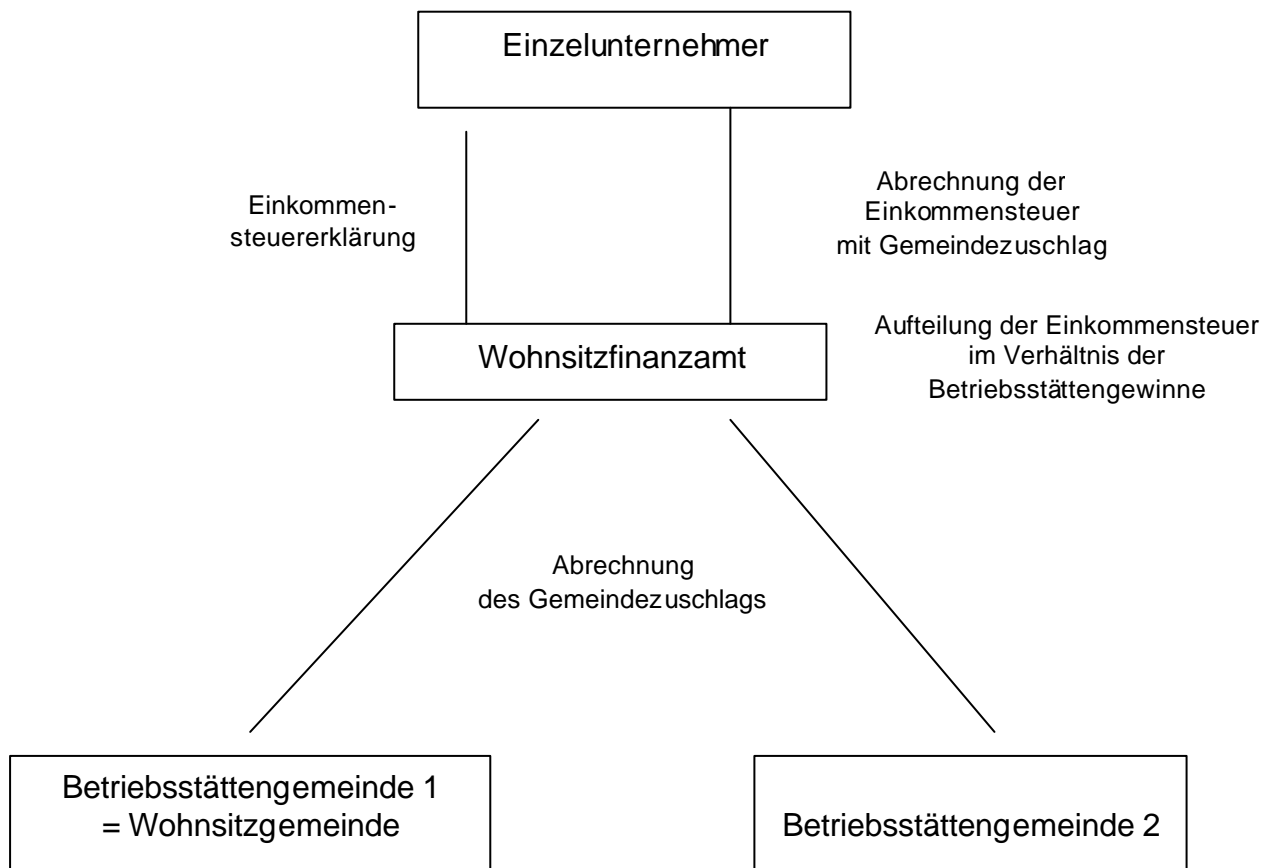 Einzelunternehmer
Einkommen-
steuererklärung
Abrechnung der
Einkommensteuer
mit Gemeindezuschlag
Wohnsitzfinanzamt
Aufteilung der Einkommensteuer
im Verhältnis der
Betriebsstättengewinne
Abrechnung
des Gemeindezuschlags
Betriebsstättengemeinde 1
= Wohnsitzgemeinde
Betriebsstättengemeinde 2